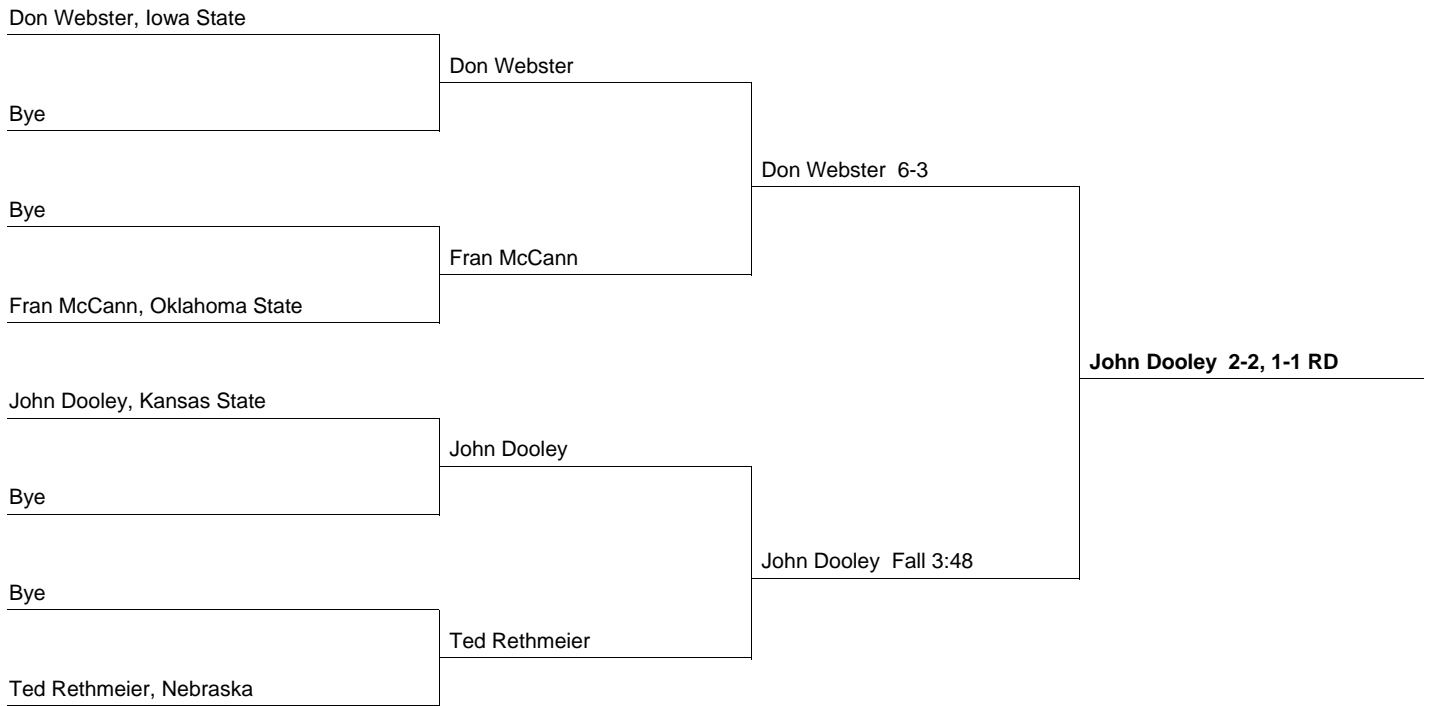 Don Webster, Iowa State
Don Webster
Bye
Don Webster 6-3
Bye
Fran McCann
Fran McCann, Oklahoma State
John Dooley 2-2, 1-1 RD
John Dooley, Kansas State
John Dooley
Bye
John Dooley Fall 3:48
Bye
Ted Rethmeier
Ted Rethmeier, Nebraska